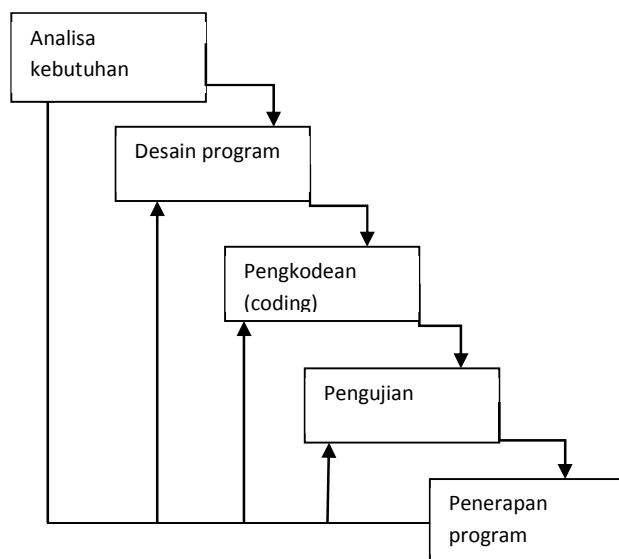 Analisa
kebutuhan
Desain program
Pengkodean
(coding)
Pengujian
Penerapan
program